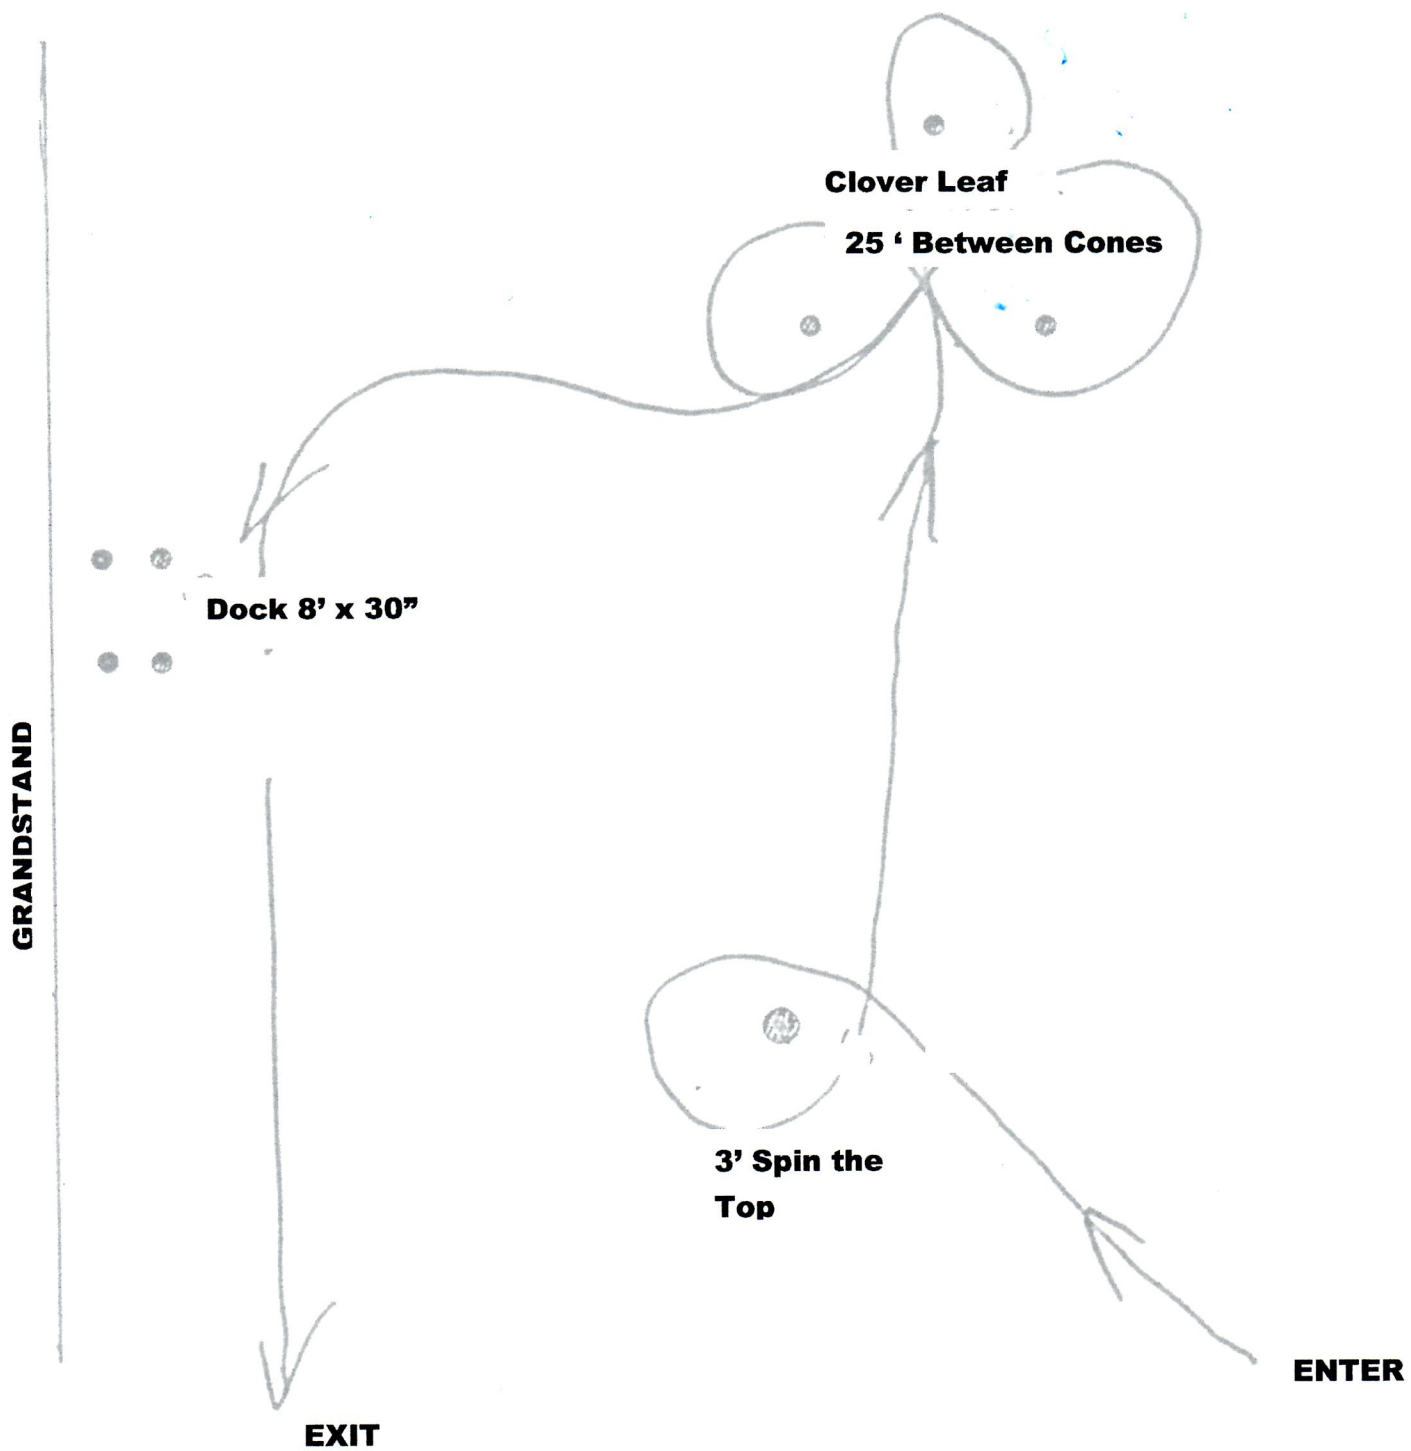 Clover Leaf
25 ‘ Between Cones
Dock 8’ x 30”
GRANDSTAND
3’ Spin the
Top
ENTER
EXIT